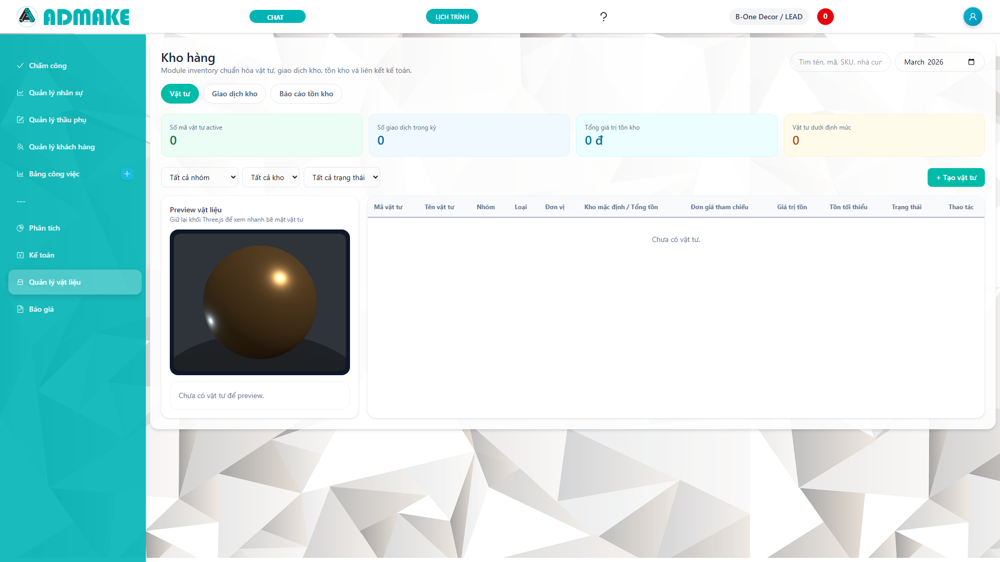 ADMAKE
CHAT
LỊCH TRÌNH
?
B-One Decor / LEAD
0
Chấm công
Quản lý nhân sự
Quản lý thầu phụ
Quản lý khách hàng
Bảng công việc
+
---
Phân tích
Kế toán
Quản lý vật liệu
Báo giá
Kho hàng
Module inventory chuẩn hóa vật tư, giao dịch kho, tồn kho và liên kết kế toán.
Tìm tên, mã, SKU, nhà cun
March 2026
Vật tư
Giao dịch kho
Báo cáo tồn kho
Số mã vật tư active
0
Số giao dịch trong kỳ
0
Tổng giá trị tồn kho
0 đ
Vật tư dưới định mức
0
Tất cả nhóm
Tất cả kho
Tất cả trạng thái
+ Tạo vật tư
Preview vật liệu
Giữ lại khối Three.js để xem nhanh bề mặt vật tư
Chưa có vật tư để preview.
Mã vật tư
Tên vật tư
Nhóm
Loại
Đơn vị
Kho mặc định / Tổng tồn
Đơn giá tham chiếu
Giá trị tồn
Tồn tối thiểu
Trạng thái
Thao tác
Chưa có vật tư.